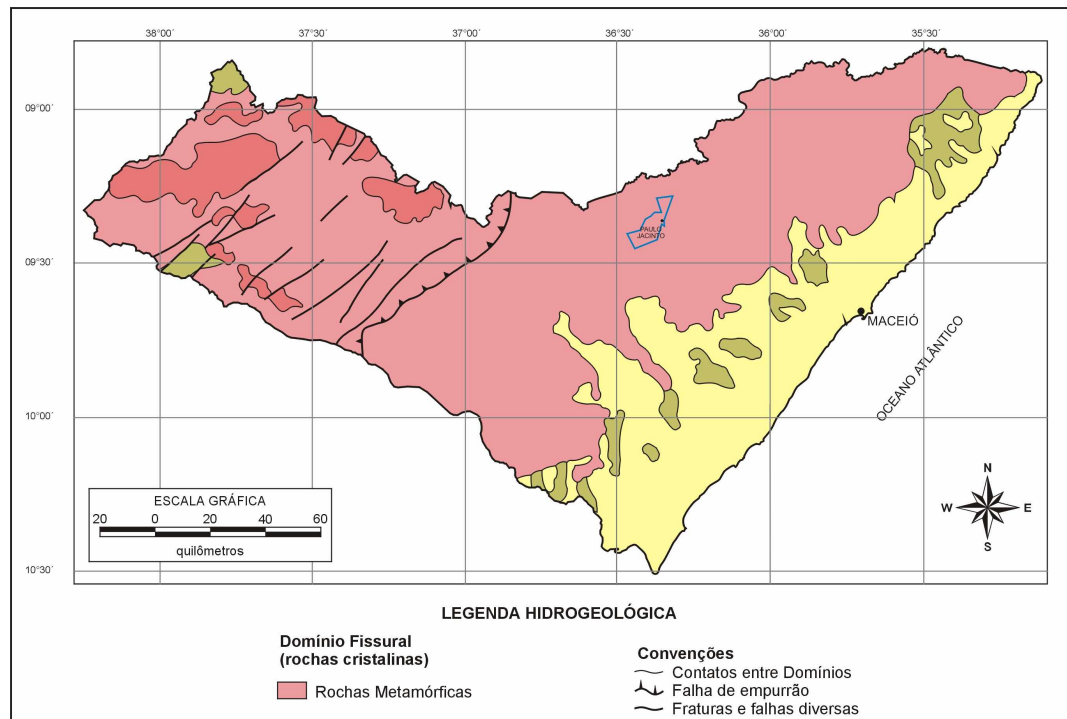 38°00´ 37°30´ 37°00´ 36°30´ 36°00´ 35°30´
09°00´
PAULO
JACINTO
09°30´
MACEIÓ
OCEANO ATLÂNTICO
10°00´
ESCALA GRÁFICA
20 0 20 40 60
quilômetros
N
W E
S
10°30´
LEGENDA HIDROGEOLÓGICA
Domínio Fissural
(rochas cristalinas)
Rochas Metamórficas
Convenções
Contatos entre Domínios
Falha de empurrão
Fraturas e falhas diversas